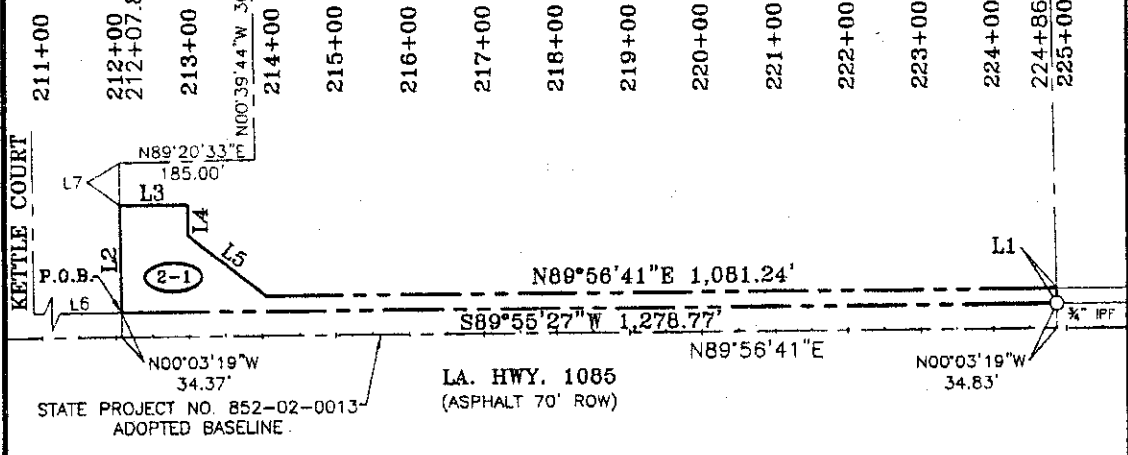 211+00
212+00
212+07.8
213+00
N00°39'44"W 3
214+00
215+00
216+00
217+00
218+00
219+00
220+00
221+00
222+00
223+00
224+00
224+86
225+00
KETTLE COURT
N89°20'33"E
185.00'
L7
L3
L4
L2
L5
L1
P.O.B.
2-1
L6
N89°56'41"E 1,081.24'
¾" IPF
S89°55'27"W 1,278.77'
N89°56'41"E
N00°03'19"W
34.37'
LA. HWY. 1085
(ASPHALT 70' ROW)
N00°03'19"W
34.83'
STATE PROJECT NO. 852-02-0013
ADOPTED BASELINE